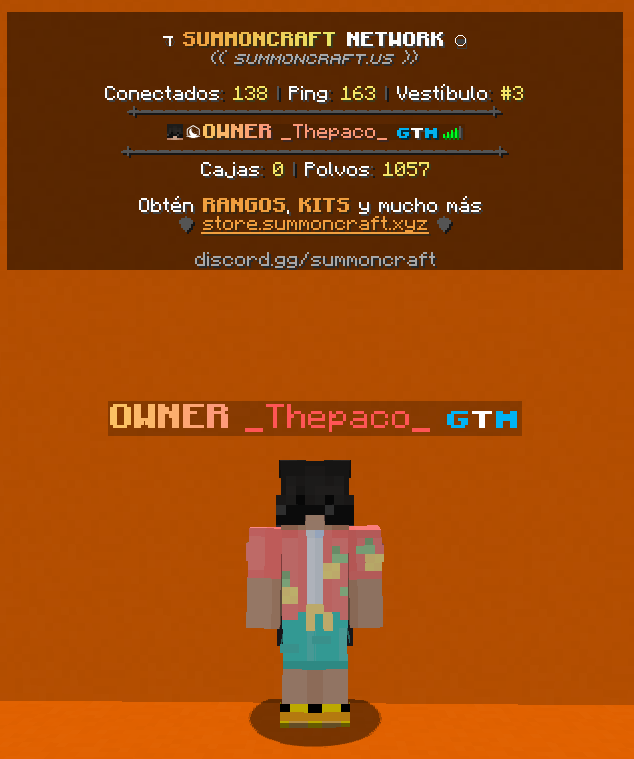 SUMMONCRAFT NETWORK
(( SUMMONCRAFT.US ))
Conectados: 138 | Ping: 163 | Vestíbulo: #3
OWNER _Thepaco_ GTM
Cajas: 0 | Polvos: 1057
Obtén RANGOS, KITS y mucho más
store.summoncraft.xyz
discord.gg/summoncraft
OWNER _Thepaco_ GTM